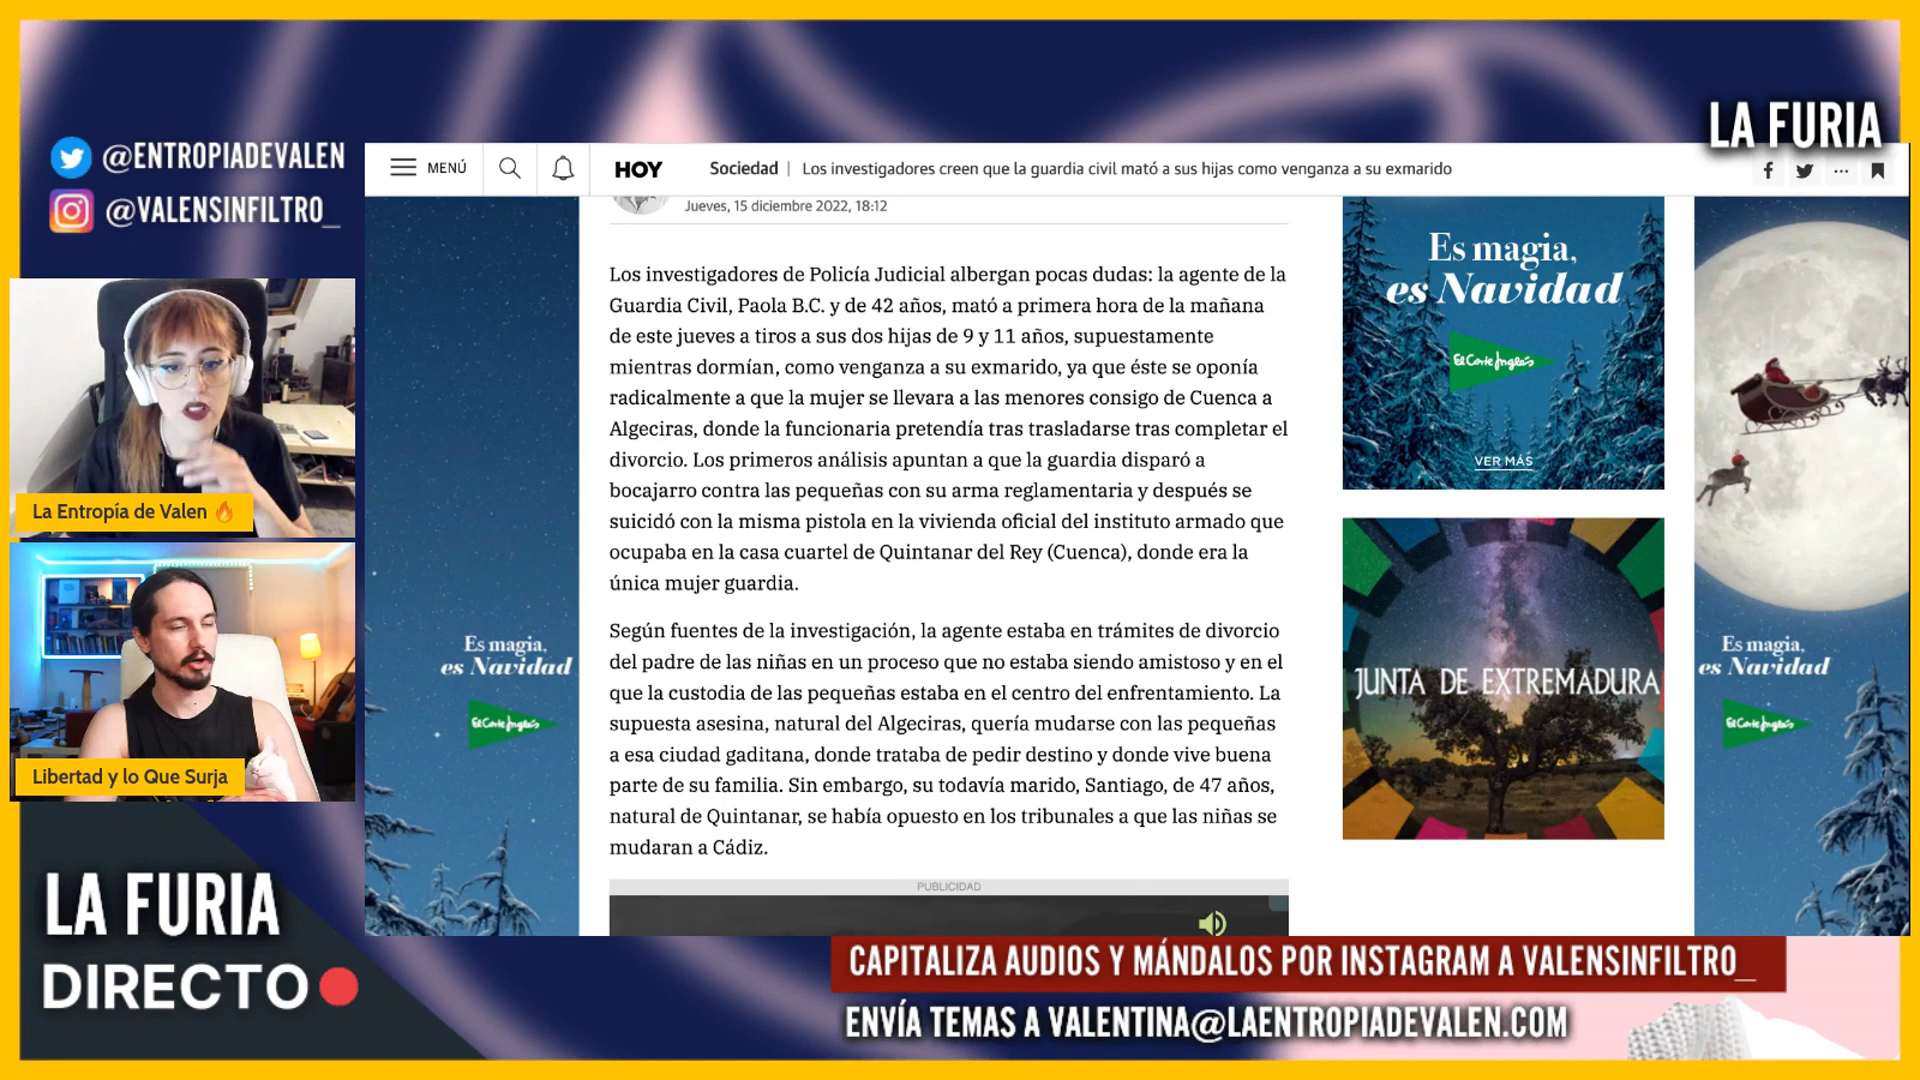 LA FURIA
@ENTROPIADEVALEN
@VALENSINFILTRO_
MENÚ
HOY
Sociedad | Los investigadores creen que la guardia civil mató a sus hijas como venganza a su exmarido
Jueves, 15 diciembre 2022, 18:12
Los investigadores de Policía Judicial albergan pocas dudas: la agente de la
Guardia Civil, Paola B.C. y de 42 años, mató a primera hora de la mañana
de este jueves a tiros a sus dos hijas de 9 y 11 años, supuestamente
mientras dormían, como venganza a su exmarido, ya que éste se oponía
radicalmente a que la mujer se llevara a las menores consigo de Cuenca a
Algeciras, donde la funcionaria pretendía tras trasladarse tras completar el
divorcio. Los primeros análisis apuntan a que la guardia disparó a
bocajarro contra las pequeñas con su arma reglamentaria y después se
suicidó con la misma pistola en la vivienda oficial del instituto armado que
ocupaba en la casa cuartel de Quintanar del Rey (Cuenca), donde era la
única mujer guardia.
Según fuentes de la investigación, la agente estaba en trámites de divorcio
del padre de las niñas en un proceso que no estaba siendo amistoso y en el
que la custodia de las pequeñas estaba en el centro del enfrentamiento. La
supuesta asesina, natural del Algeciras, quería mudarse con las pequeñas
a esa ciudad gaditana, donde trataba de pedir destino y donde vive buena
parte de su familia. Sin embargo, su todavía marido, Santiago, de 47 años,
natural de Quintanar, se había opuesto en los tribunales a que las niñas se
mudaran a Cádiz.
PUBLICIDAD
Es magia,
es Navidad
El Corte Inglés
VER MÁS
JUNTA DE EXTREMADURA
Es magia,
es Navidad
El Corte Inglés
Es magia,
es Navidad
El Corte Inglés
La Entropía de Valen
Libertad y lo Que Surja
LA FURIA
DIRECTO
CAPITALIZA AUDIOS Y MÁNDALOS POR INSTAGRAM A VALENSINFILTRO_
ENVÍA TEMAS A VALENTINA@LAENTROPIADEVALEN.COM